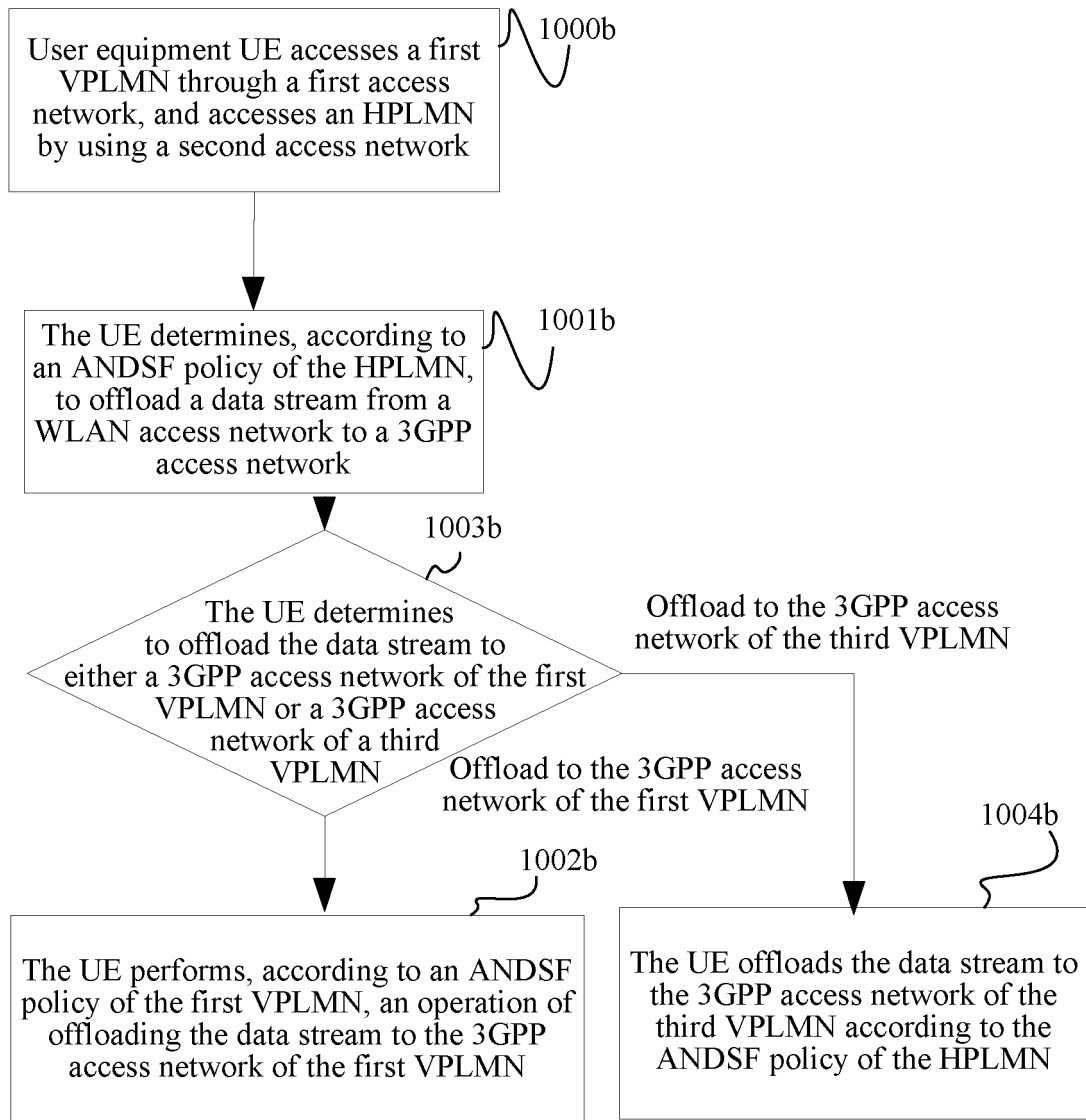 1000b
User equipment UE accesses a first
VPLMN through a first access
network, and accesses an HPLMN
by using a second access network
1001b
The UE determines, according to
an ANDSF policy of the HPLMN,
to offload a data stream from a
WLAN access network to a 3GPP
access network
1003b
The UE determines
to offload the data stream to
either a 3GPP access network of the first
VPLMN or a 3GPP access
network of a third
VPLMN
Offload to the 3GPP access
network of the third VPLMN
Offload to the 3GPP access
network of the first VPLMN
1002b
The UE performs, according to an ANDSF
policy of the first VPLMN, an operation of
offloading the data stream to the 3GPP
access network of the first VPLMN
1004b
The UE offloads the data stream to
the 3GPP access network of the
third VPLMN according to the
ANDSF policy of the HPLMN